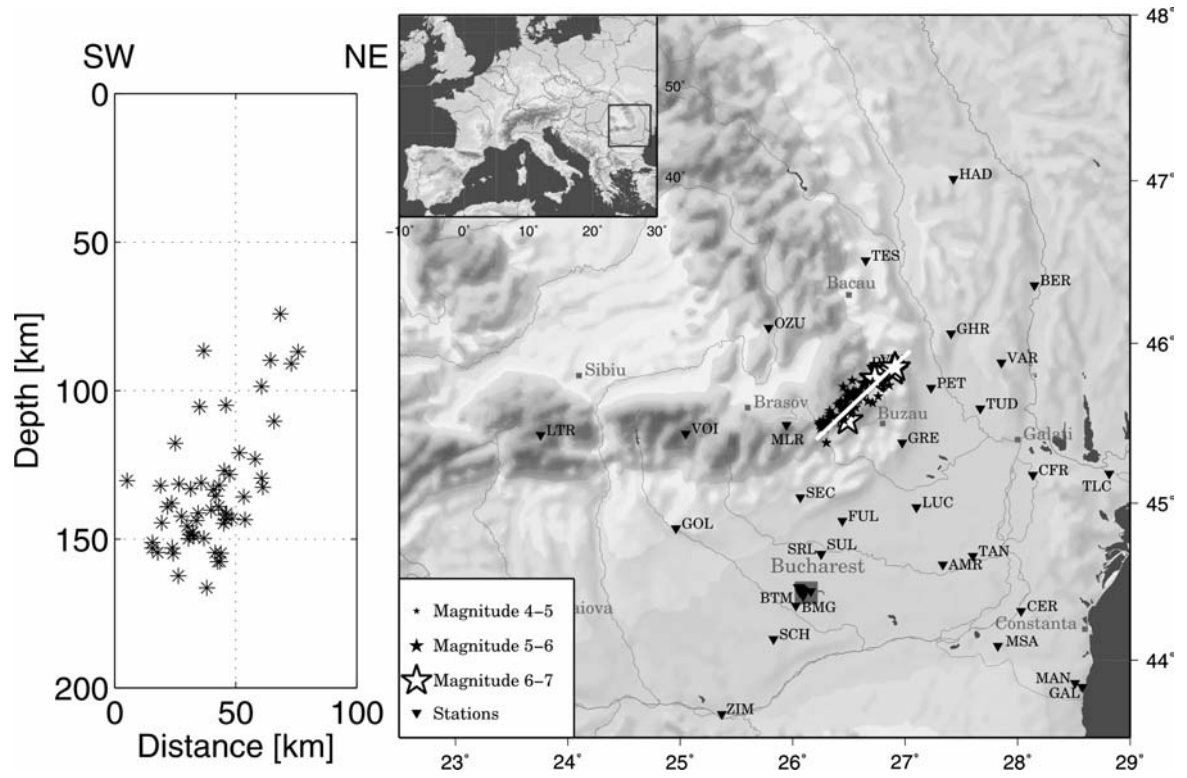 SW
NE
0
50
100
150
200
Depth [km]
0
50
100
Distance [km]
50˚
40˚
-10˚
0˚
10˚
20˚
30˚
48˚
47˚
46˚
45˚
44˚
23˚
24˚
25˚
26˚
27˚
28˚
29˚
HAD
TES
Bacau
BER
OZU
GHR
VAR
Sibiu
PET
TUD
Brasov
Buzau
LTR
VOI
MLR
GRE
Galati
CFR
TLC
SEC
LUC
GOL
FUL
SRL
SUL
TAN
AMR
Bucharest
BTM
BMG
CER
Constanta
SCH
MSA
MAN
GAL
ZIM
aiova
Magnitude 4-5
Magnitude 5-6
Magnitude 6-7
Stations